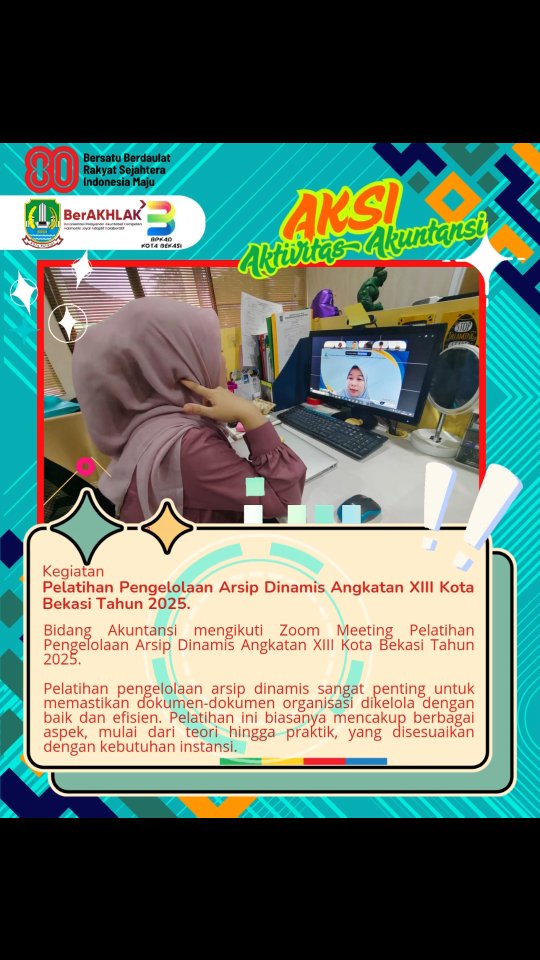 80
Bersatu Berdaulat
Rakyat Sejahtera
Indonesia Maju
BerAKHLAK
BPKAD
KOTA BEKASI
AKSI
Aktivitas Akuntansi
Kegiatan
Pelatihan Pengelolaan Arsip Dinamis Angkatan XIII Kota
Bekasi Tahun 2025.
Bidang Akuntansi mengikuti Zoom Meeting Pelatihan
Pengelolaan Arsip Dinamis Angkatan XIII Kota Bekasi Tahun
2025.
Pelatihan pengelolaan arsip dinamis sangat penting untuk
memastikan dokumen-dokumen organisasi dikelola dengan
baik dan efisien. Pelatihan ini biasanya mencakup berbagai
aspek, mulai dari teori hingga praktik, yang disesuaikan
dengan kebutuhan instansi.